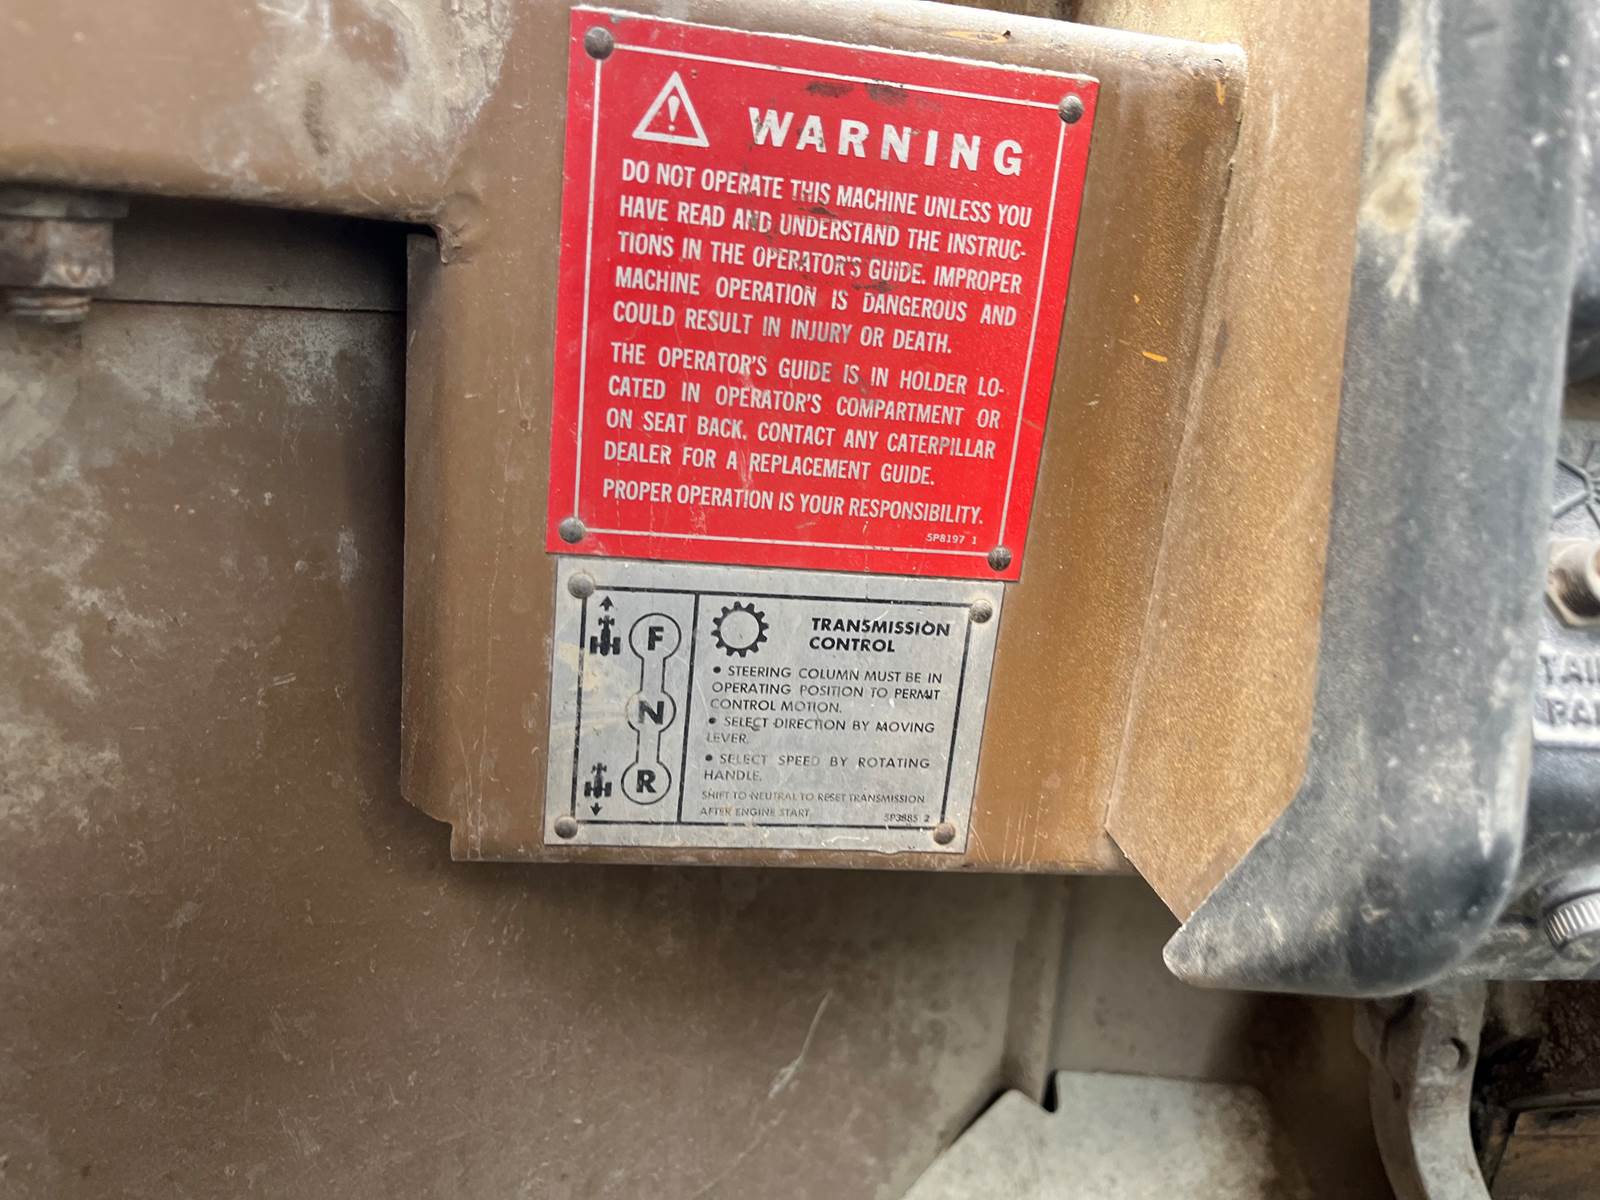 WARNING
DO NOT OPERATE THIS MACHINE UNLESS YOU
HAVE READ AND UNDERSTAND THE INSTRUC-
TIONS IN THE OPERATOR'S GUIDE. IMPROPER
MACHINE OPERATION IS DANGEROUS AND
COULD RESULT IN INJURY OR DEATH.
THE OPERATOR'S GUIDE IS IN HOLDER LO-
CATED IN OPERATOR'S COMPARTMENT OR
ON SEAT BACK. CONTACT ANY CATERPILLAR
DEALER FOR A REPLACEMENT GUIDE.
PROPER OPERATION IS YOUR RESPONSIBILITY.
5P8197 1
F
N
R
TRANSMISSION
CONTROL
• STEERING COLUMN MUST BE IN
OPERATING POSITION TO PERMIT
CONTROL MOTION.
• SELECT DIRECTION BY MOVING
LEVER.
• SELECT SPEED BY ROTATING
HANDLE.
SHIFT TO NEUTRAL TO RESET TRANSMISSION
AFTER ENGINE START.
5P3885 2